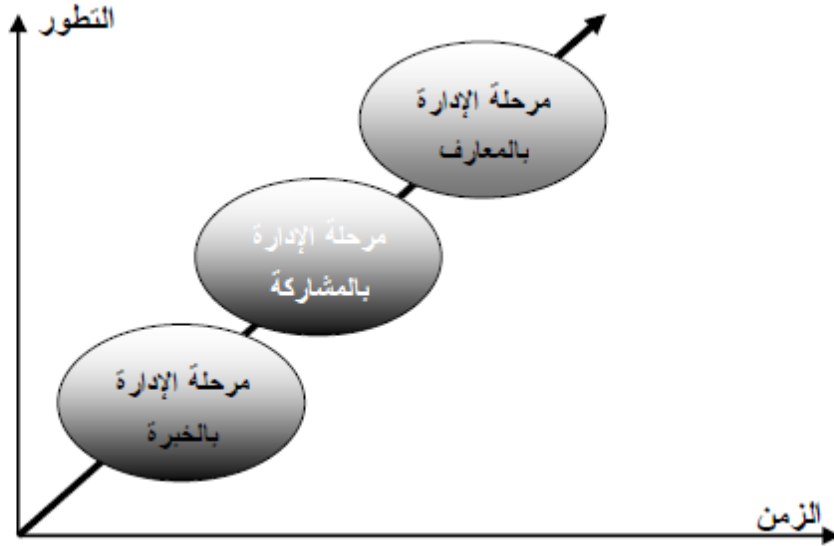 التطور
مرحلة الإدارة
بالمعارف
مرحلة الإدارة
بالمشاركة
مرحلة الإدارة
بالخبرة
الزمن